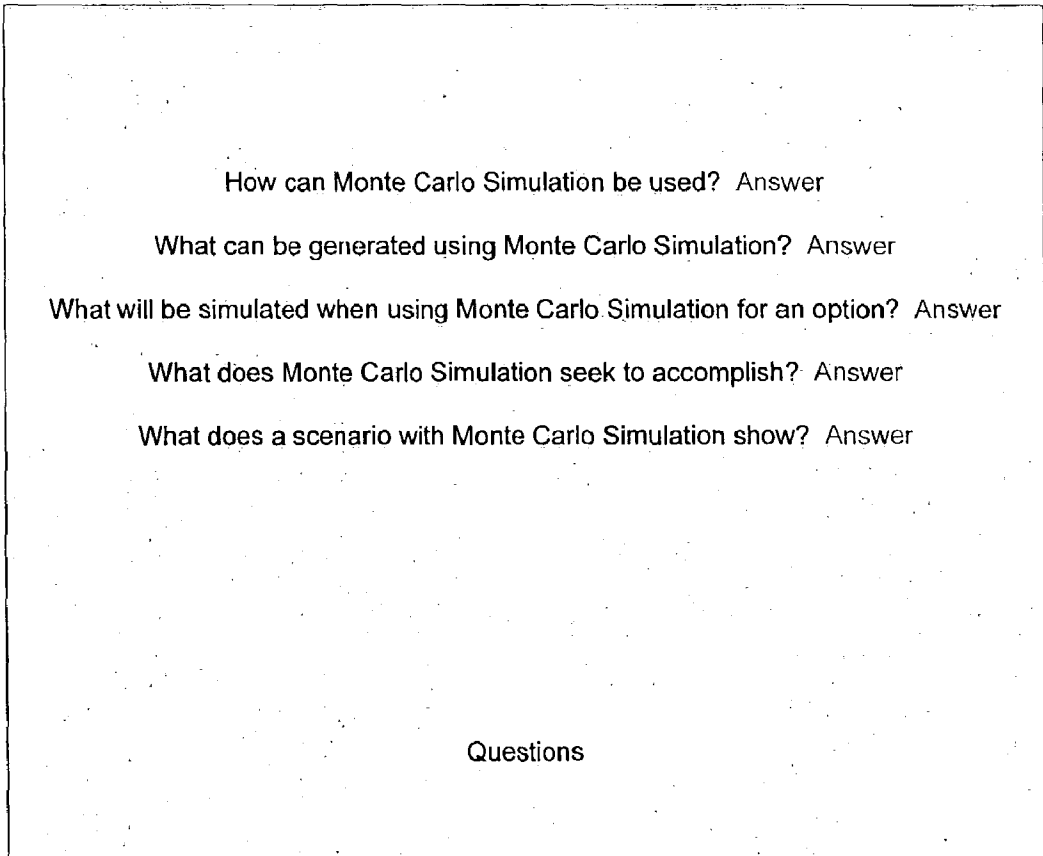 How can Monte Carlo Simulation be used? Answer
What can be generated using Monte Carlo Simulation? Answer
What will be simulated when using Monte Carlo Simulation for an option? Answer
What does Monte Carlo Simulation seek to accomplish? Answer
What does a scenario with Monte Carlo Simulation show? Answer
Questions